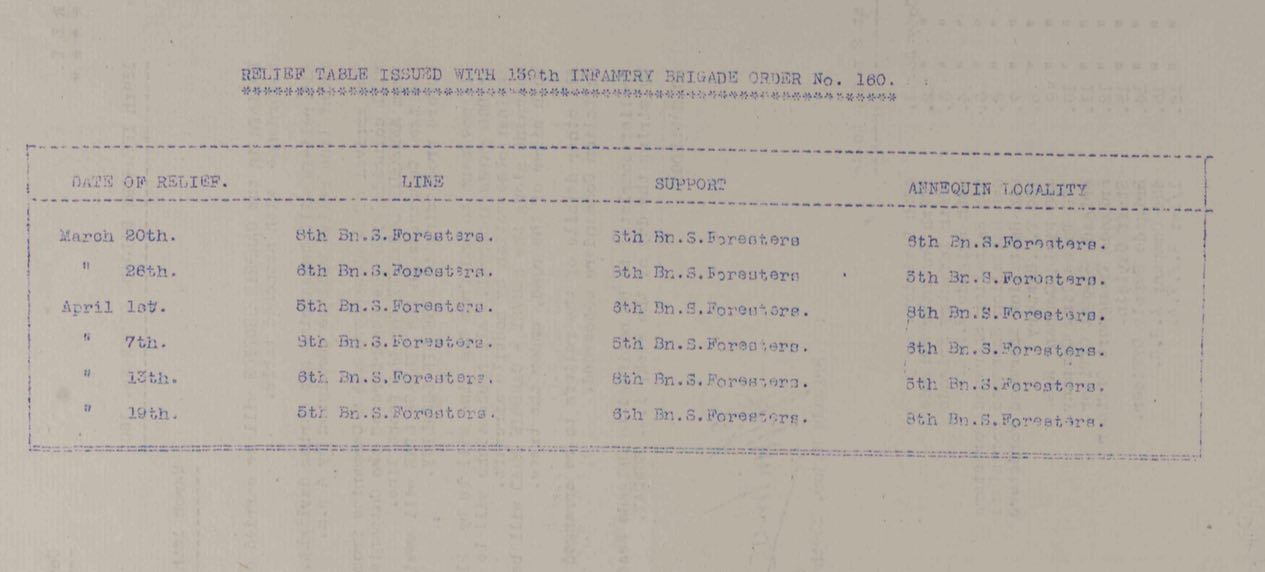 RELIEF TABLE ISSUED WITH 139th INFANTRY BRIGADE ORDER No. 160.
DATE OF RELIEF. LINE SUPPORT ANNEQUIN LOCALITY
March 20th. 8th Bn.S.Foresters. 5th Bn.S.Foresters 6th Bn.S.Foresters.
" 26th. 6th Bn.S.Foresters. 8th Bn.S.Foresters 5th Bn.S.Foresters.
April 1st. 5th Bn.S.Foresters. 6th Bn.S.Foresters. 8th Bn.S.Foresters.
" 7th. 8th Bn.S.Foresters. 5th Bn.S.Foresters. 6th Bn.S.Foresters.
" 13th. 6th Bn.S.Foresters. 8th Bn.S.Foresters. 5th Bn.S.Foresters.
" 19th. 5th Bn.S.Foresters. 6th Bn.S.Foresters. 8th Bn.S.Foresters.